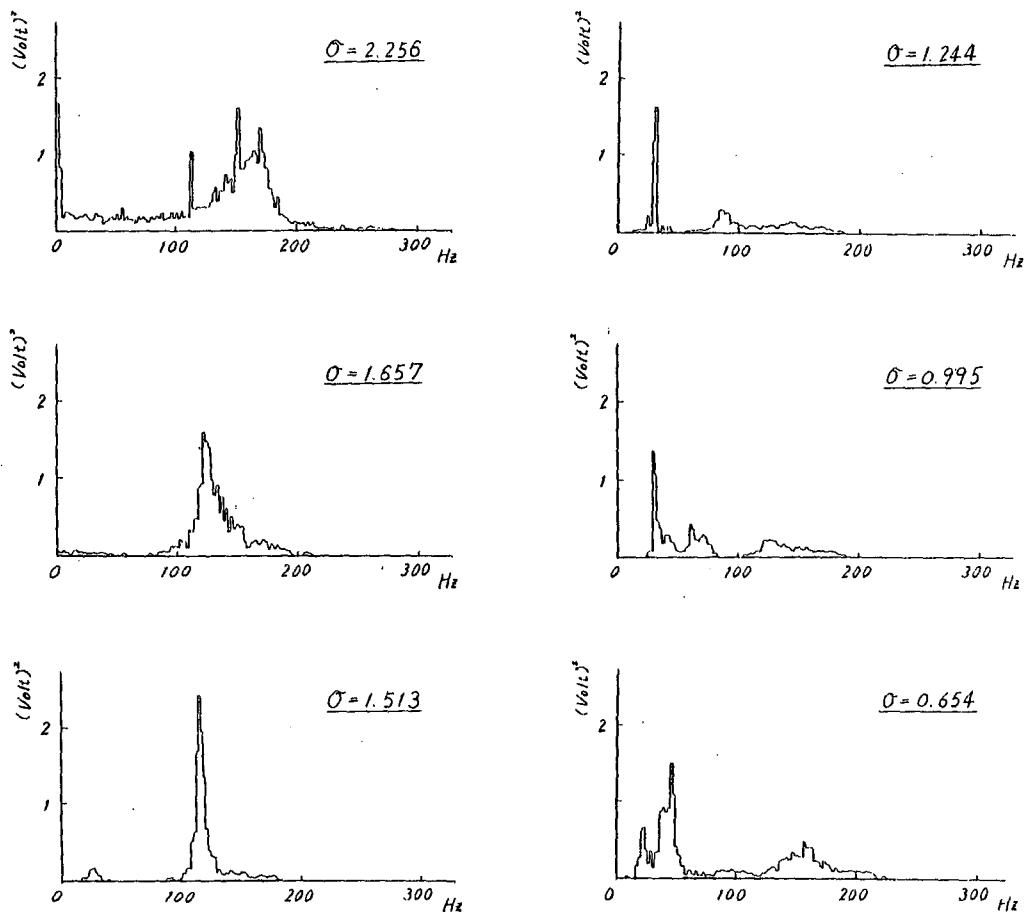 (Volt)²
2
1
0 100 200 300
Hz
σ = 2.256
(Volt)²
2
1
0 100 200 300
Hz
σ = 1.244
(Volt)²
2
1
0 100 200 300
Hz
σ = 1.657
(Volt)²
2
1
0 100 200 300
Hz
σ = 0.995
(Volt)²
2
1
0 100 200 300
Hz
σ = 1.513
(Volt)²
2
0 100 200 300
Hz
σ = 0.654